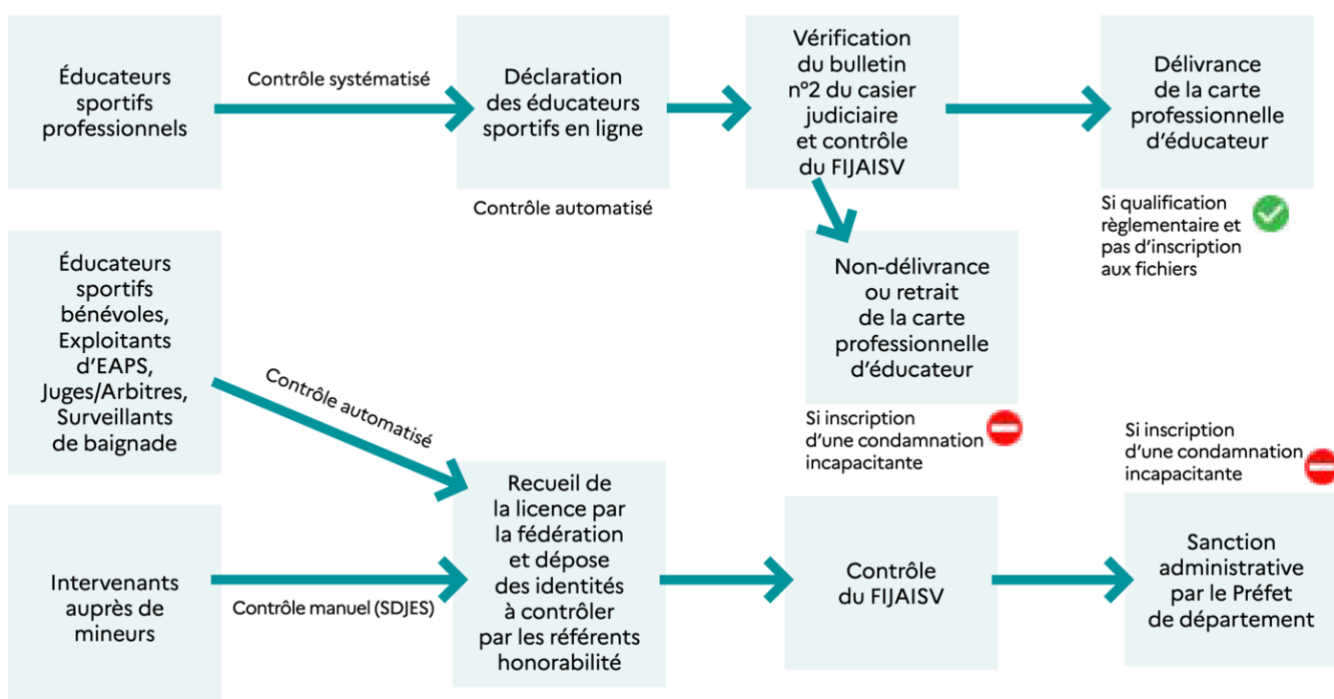 Éducateurs
sportifs
professionnels
Contrôle systématisé
Déclaration
des éducateurs
sportifs en ligne
Contrôle automatisé
Vérification
du bulletin
n°2 du casier
judiciaire
et contrôle
du FIJAISV
Délivrance
de la carte
professionnelle
d'éducateur
Si qualification
règlementaire et
pas d'inscription
aux fichiers
Non-délivrance
ou retrait
de la carte
professionnelle
d'éducateur
Si inscription
d'une condamnation
incapacitante
Éducateurs
sportifs
bénévoles,
Exploitants
d'EAPS,
Juges/Arbitres,
Surveillants
de baignade
Contrôle automatisé
Intervenants
auprès de
mineurs
Contrôle manuel (SDJES)
Recueil de
la licence par
la fédération
et dépose
des identités
à contrôler
par les référents
honorabilité
Contrôle
du FIJAISV
Si inscription
d'une condamnation
incapacitante
Sanction
administrative
par le Préfet
de département